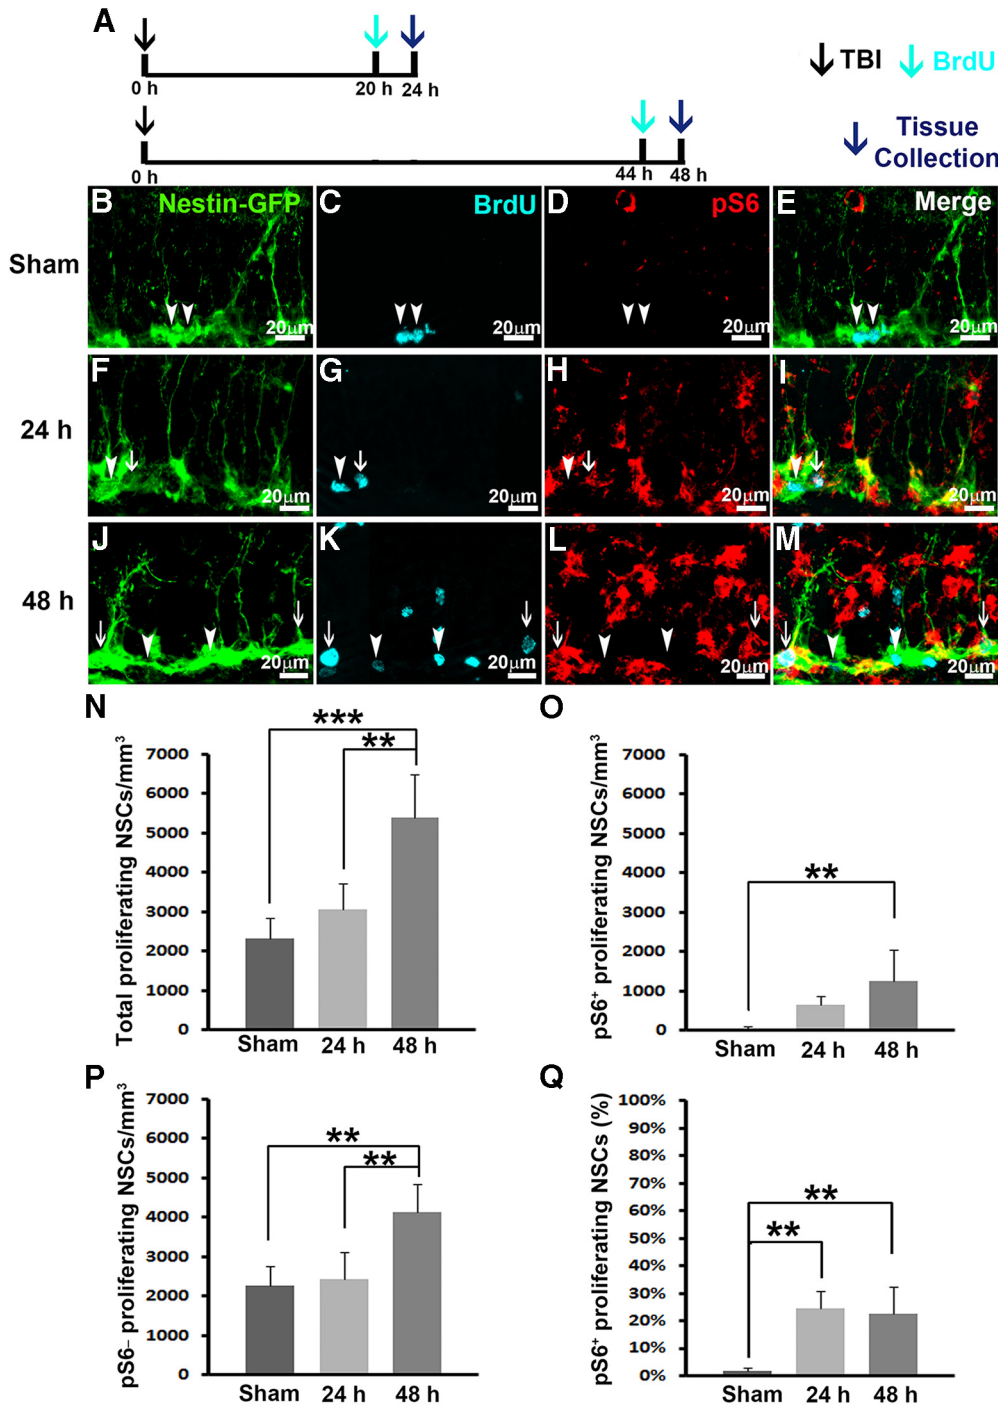 A
0 h
20 h
24 h
TBI
BrdU
0 h
44 h
48 h
Tissue
Collection
B
Nestin-GFP
C
BrdU
D
pS6
E
Merge
Sham
20μm
20μm
20μm
20μm
F
G
H
I
24 h
20μm
20μm
20μm
20μm
J
K
L
M
48 h
20μm
20μm
20μm
20μm
N
Total proliferating NSCs/mm³
7000
6000
5000
4000
3000
2000
1000
0
***
**
Sham
24 h
48 h
O
pS6⁺ proliferating NSCs/mm³
7000
6000
5000
4000
3000
2000
1000
0
**
Sham
24 h
48 h
P
pS6⁻ proliferating NSCs/mm³
7000
6000
5000
4000
3000
2000
1000
0
**
**
Sham
24 h
48 h
Q
pS6⁺ proliferating NSCs (%)
100%
90%
80%
70%
60%
50%
40%
30%
20%
10%
0%
**
**
Sham
24 h
48 h